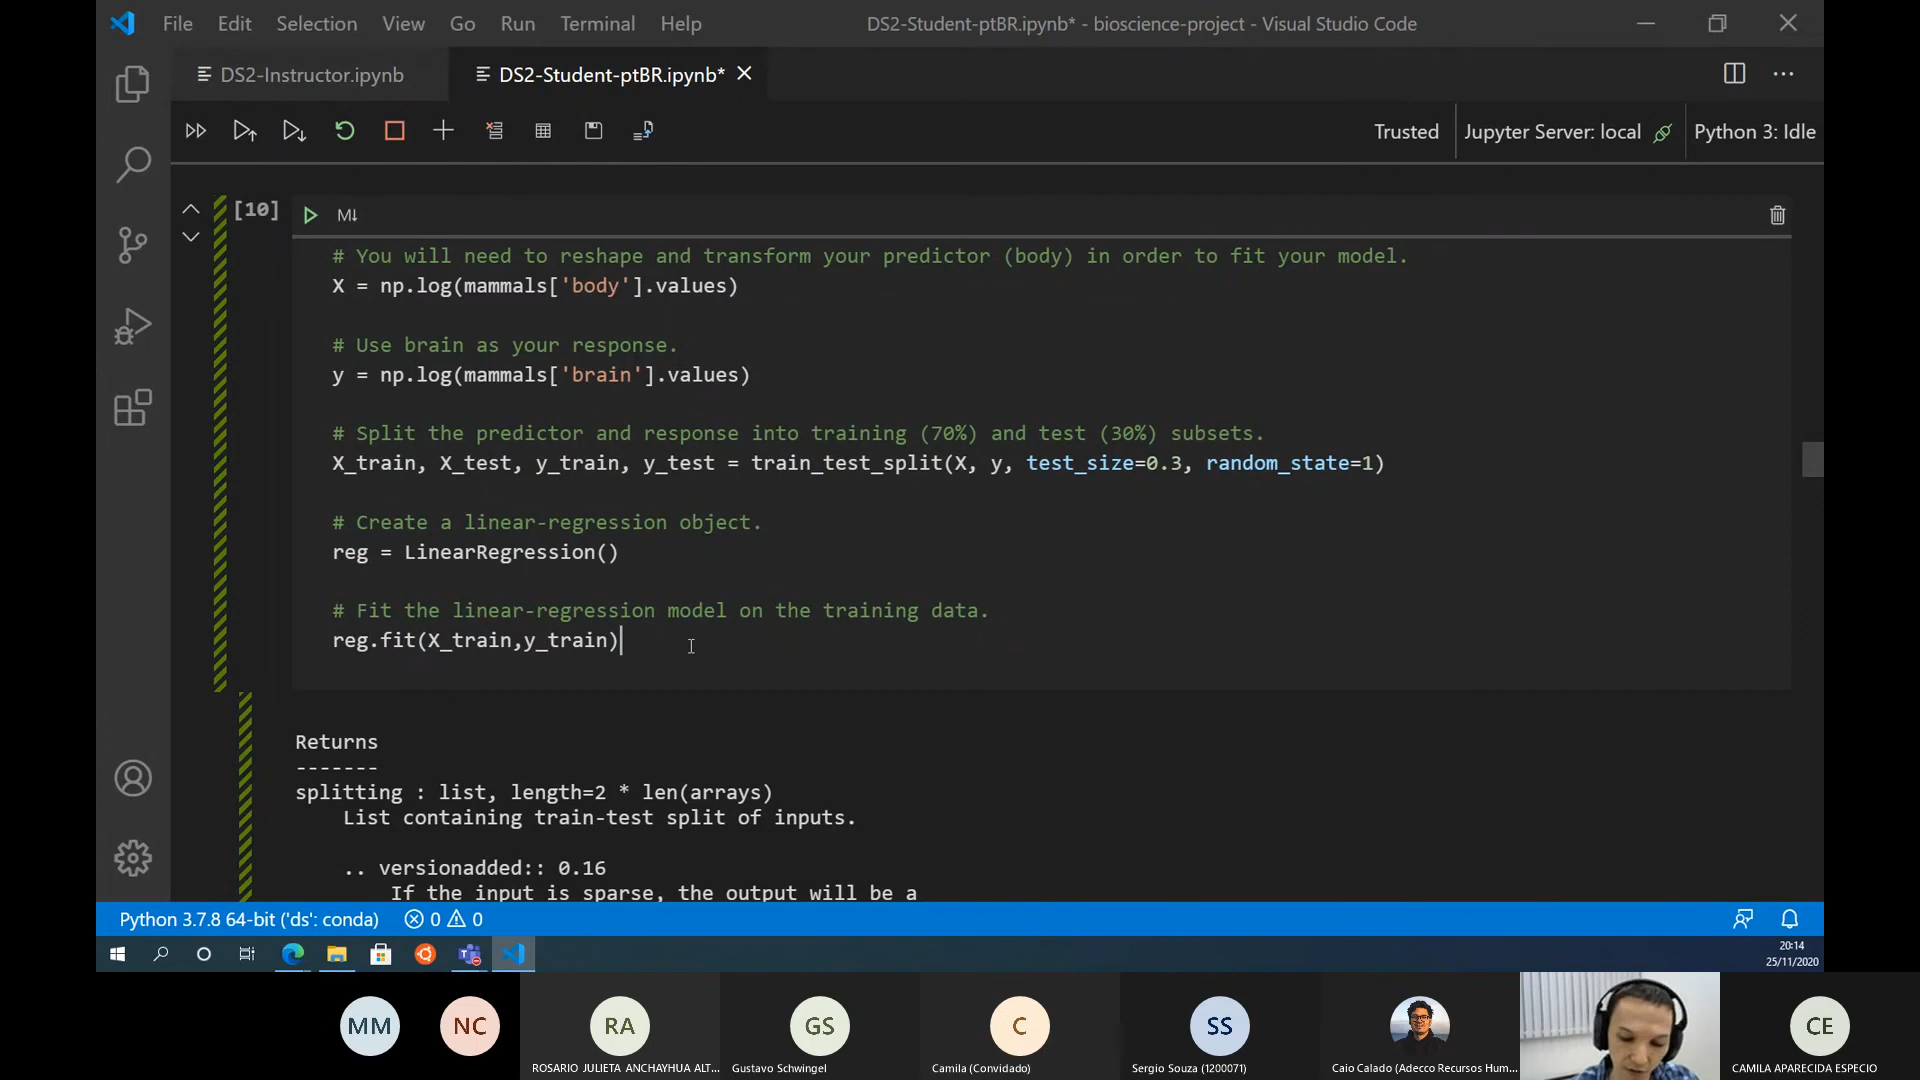 File Edit Selection View Go Run Terminal Help DS2-Student-ptBR.ipynb* - bioscience-project - Visual Studio Code
DS2-Instructor.ipynb DS2-Student-ptBR.ipynb*
Trusted Jupyter Server: local Python 3: Idle
[10] M↓
# You will need to reshape and transform your predictor (body) in order to fit your model.
X = np.log(mammals['body'].values)
# Use brain as your response.
y = np.log(mammals['brain'].values)
# Split the predictor and response into training (70%) and test (30%) subsets.
X_train, X_test, y_train, y_test = train_test_split(X, y, test_size=0.3, random_state=1)
# Create a linear-regression object.
reg = LinearRegression()
# Fit the linear-regression model on the training data.
reg.fit(X_train,y_train)
Returns
-------
splitting : list, length=2 * len(arrays)
List containing train-test split of inputs.
.. versionadded:: 0.16
If the input is sparse, the output will be a
Python 3.7.8 64-bit ('ds': conda) 0 0
20:14
25/11/2020
MM NC RA GS C SS CE
ROSARIO JULIETA ANCHAYHUA ALT... Gustavo Schwingel Camila (Convidado) Sergio Souza (1200071) Caio Calado (Adecco Recursos Hum... CAMILA APARECIDA ESPECIO